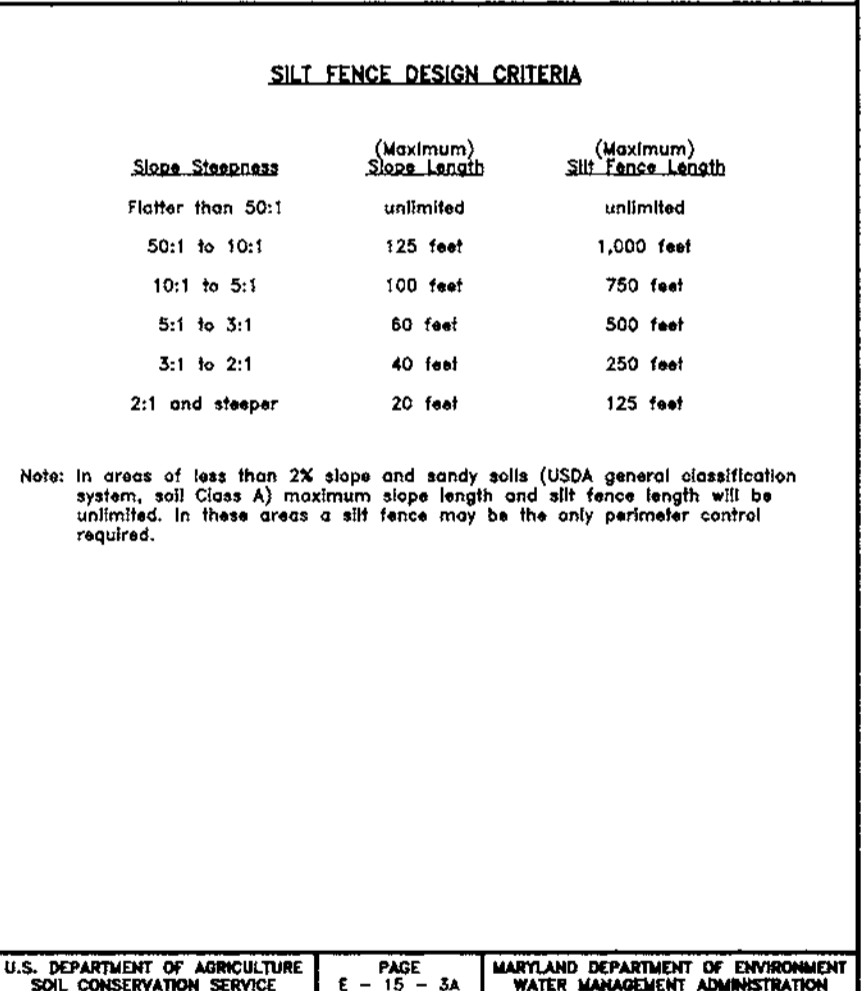 SILT FENCE DESIGN CRITERIA
Slope Steepness (Maximum) Slope Length (Maximum) Silt Fence Length
Flatter than 50:1 unlimited unlimited
50:1 to 10:1 125 feet 1,000 feet
10:1 to 5:1 100 feet 750 feet
5:1 to 3:1 60 feet 500 feet
3:1 to 2:1 40 feet 250 feet
2:1 and steeper 20 feet 125 feet
Note: In areas of less than 2% slope and sandy soils (USDA general classification
system, soil Class A) maximum slope length and silt fence length will be
unlimited. In these areas a silt fence may be the only perimeter control
required.
U.S. DEPARTMENT OF AGRICULTURE
SOIL CONSERVATION SERVICE
PAGE
E - 15 - 3A
MARYLAND DEPARTMENT OF ENVIRONMENT
WATER MANAGEMENT ADMINISTRATION